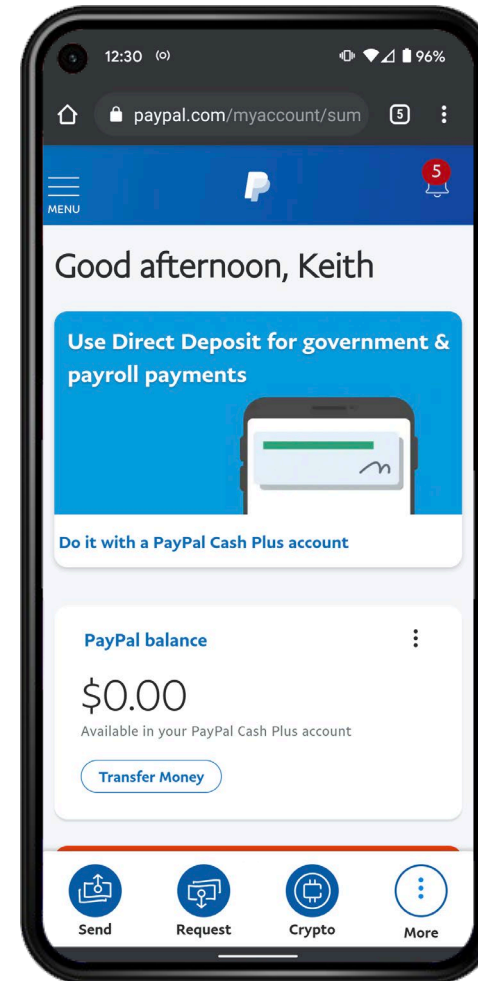 12:30
96%
paypal.com/myaccount/sum
5
5
MENU
Good afternoon, Keith
Use Direct Deposit for government &
payroll payments
Do it with a PayPal Cash Plus account
PayPal balance
$0.00
Available in your PayPal Cash Plus account
Transfer Money
Send
Request
Crypto
More